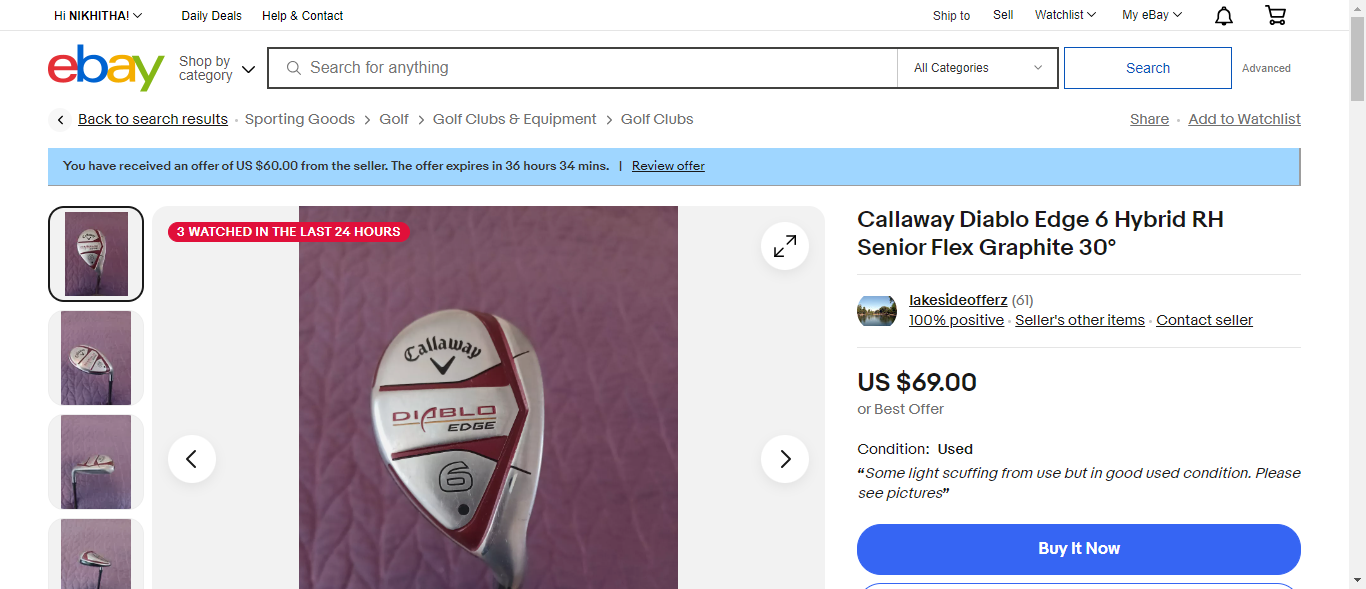 Hi NIKHITHA!
Daily Deals
Help & Contact
Ship to
Sell
Watchlist
My eBay
ebay
Shop by
category
Search for anything
All Categories
Search
Advanced
Back to search results
Sporting Goods
Golf
Golf Clubs & Equipment
Golf Clubs
Share
Add to Watchlist
You have received an offer of US $60.00 from the seller. The offer expires in 36 hours 34 mins. | Review offer
3 WATCHED IN THE LAST 24 HOURS
Callaway
DIABLO
EDGE
6
Callaway Diablo Edge 6 Hybrid RH
Senior Flex Graphite 30°
lakesideofferz (61)
100% positive · Seller's other items · Contact seller
US $69.00
or Best Offer
Condition: Used
“Some light scuffing from use but in good used condition. Please
see pictures”
Buy It Now